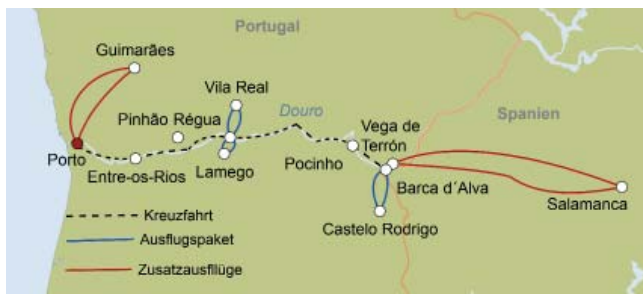 Portugal
Guimarães
Vila Real
Douro
Spanien
Pinhão Régua
Vega de
Terrón
Porto
Entre-os-Rios
Lamego
Pocinho
Barca d´Alva
Salamanca
Castelo Rodrigo
Kreuzfahrt
Ausflugspaket
Zusatzausfllüge